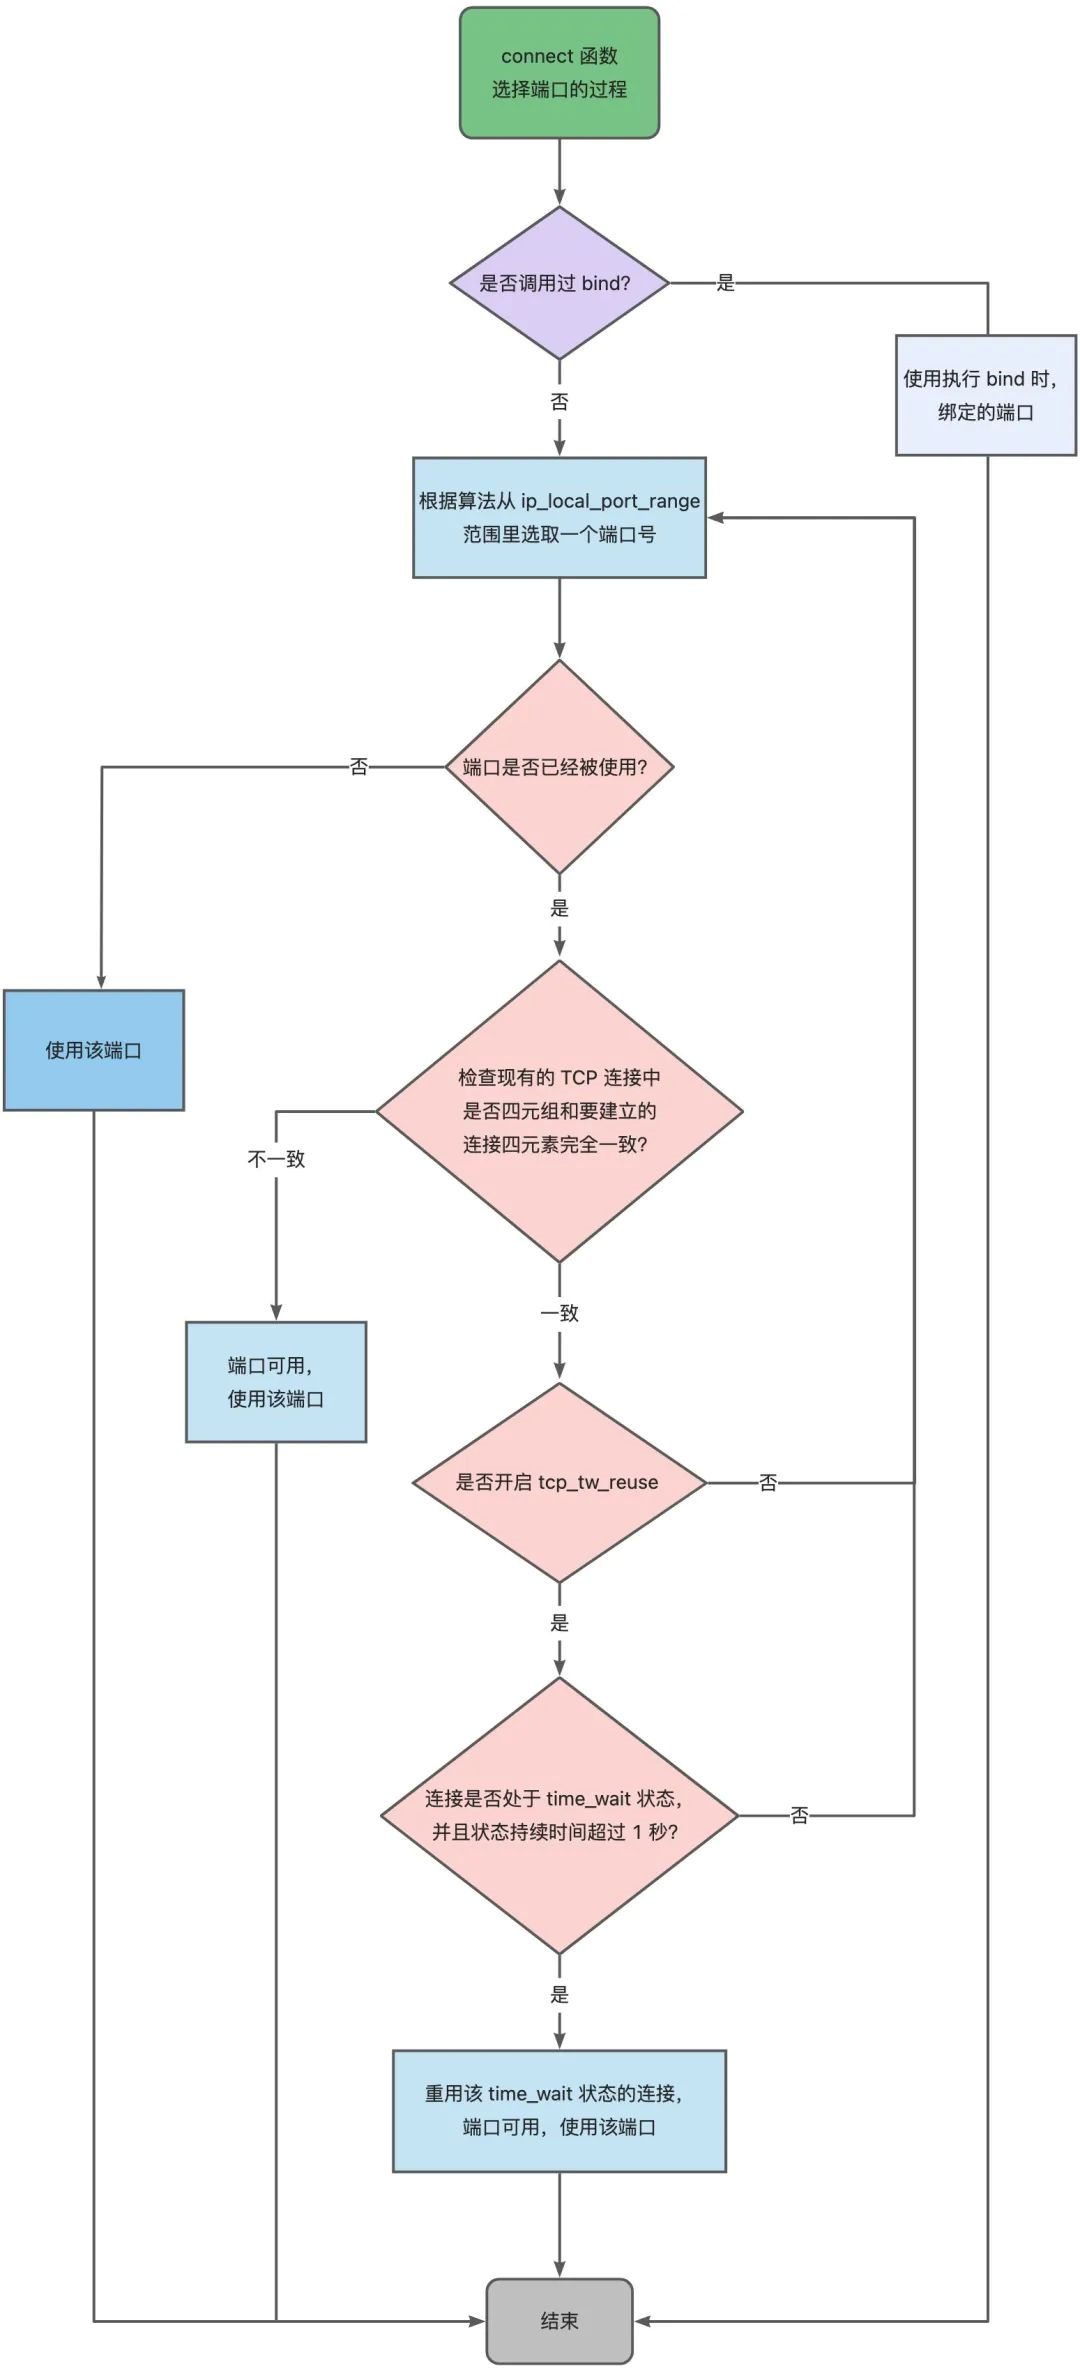 connect 函数
选择端口的过程
是否调用过 bind?
是
使用执行 bind 时，
绑定的端口
否
根据算法从 ip_local_port_range
范围里选取一个端口号
端口是否已经被使用?
否
是
使用该端口
检查现有的 TCP 连接中
是否四元组和要建立的
连接四元素完全一致?
不一致
一致
端口可用，
使用该端口
是否开启 tcp_tw_reuse
否
是
连接是否处于 time_wait 状态，
并且状态持续时间超过 1 秒?
否
是
重用该 time_wait 状态的连接，
端口可用，使用该端口
结束